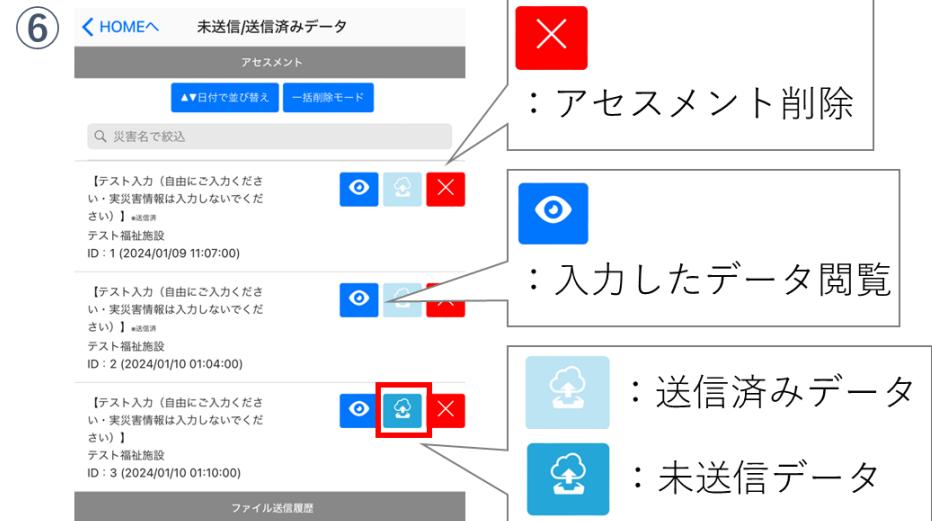 ⑥
HOMEへ
未送信/送信済みデータ
アセスメント
▲▼日付で並び替え
一括削除モード
災害名で絞込
【テスト入力（自由にご入力くださ
い・実災害情報は入力しないでくだ
さい）】 ※送信済
テスト福祉施設
ID：1 (2024/01/09 11:07:00)
【テスト入力（自由にご入力くださ
い・実災害情報は入力しないでくだ
さい）】 ※送信済
テスト福祉施設
ID：2 (2024/01/10 01:04:00)
【テスト入力（自由にご入力くださ
い・実災害情報は入力しないでくだ
さい）】
テスト福祉施設
ID：3 (2024/01/10 01:10:00)
ファイル送信履歴
：アセスメント削除
：入力したデータ閲覧
：送信済みデータ
：未送信データ